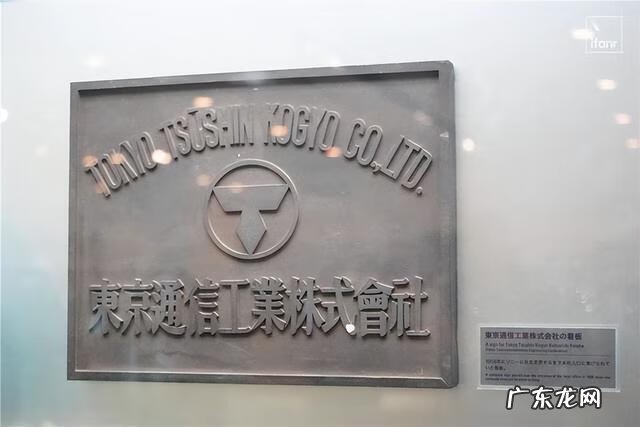 ifanr
TOKYO TSUSHIN KOGYO CO.,LTD.
東京通信工業株式會社
東京通信工業株式会社の看板
A sign for Tokyo Tsushin Kogyo Kabushiki Kaisha
广东龙网